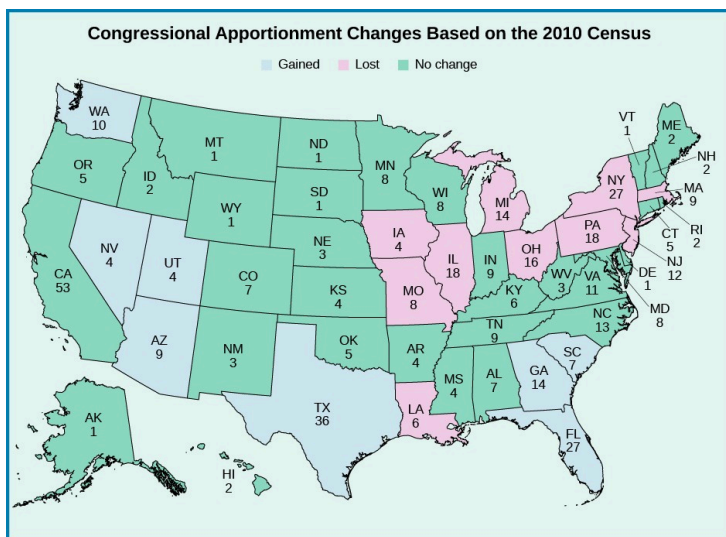 Congressional Apportionment Changes Based on the 2010 Census
Gained Lost No change
WA
10
OR
5
ID
2
MT
1
ND
1
MN
8
SD
1
WY
1
WI
8
MI
14
NY
27
VT
1
ME
2
NH
2
MA
9
RI
2
CT
5
NJ
12
PA
18
DE
1
MD
8
CA
53
NV
4
UT
4
CO
7
NE
3
IA
4
IL
18
IN
9
OH
16
WV
3
VA
11
KS
4
MO
8
KY
6
NC
13
TN
9
AZ
9
NM
3
OK
5
AR
4
SC
7
GA
14
AL
7
MS
4
LA
6
TX
36
FL
27
AK
1
HI
2